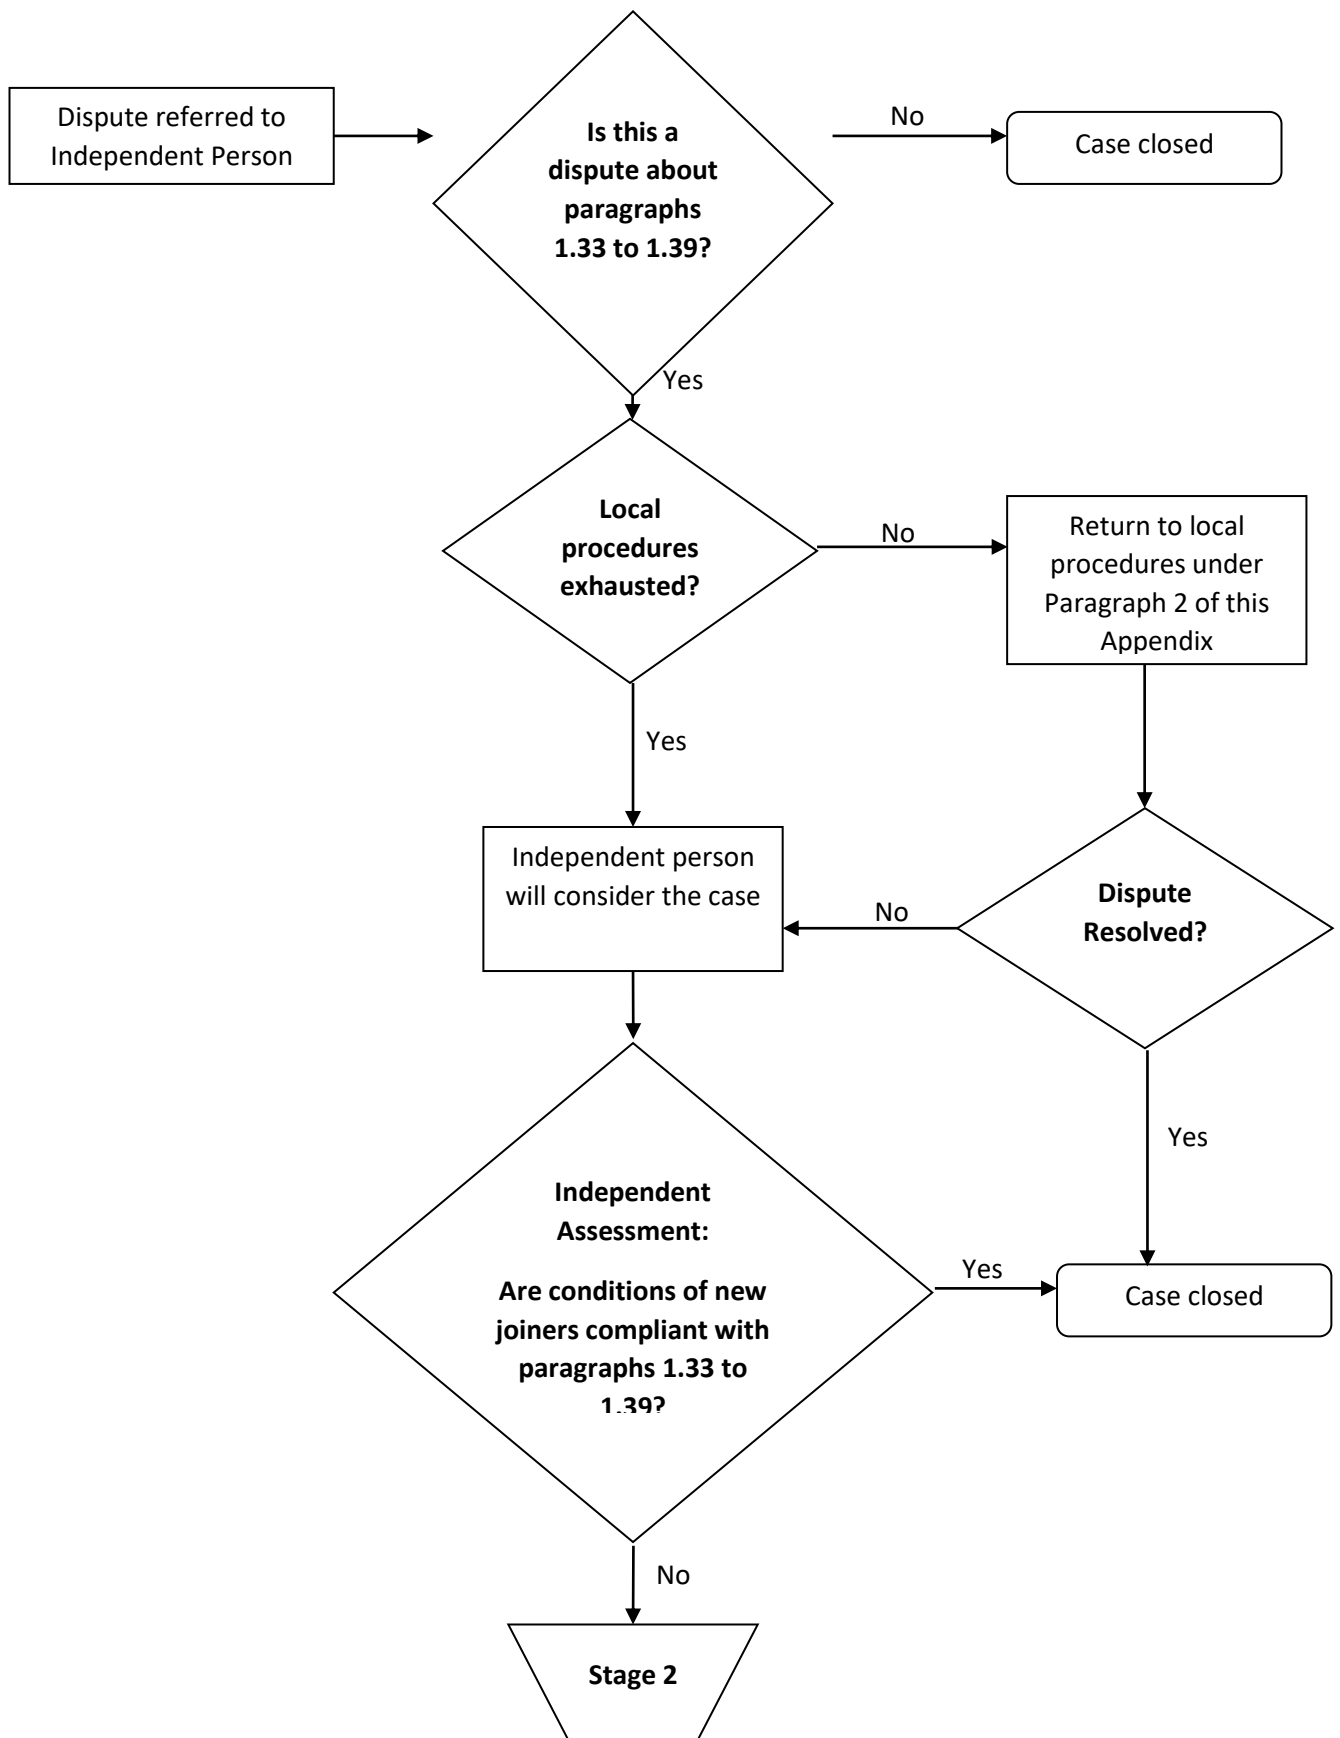 Dispute referred to
Independent Person
Is this a
dispute about
paragraphs
1.33 to 1.39?
No
Case closed
Yes
Local
procedures
exhausted?
No
Return to local
procedures under
Paragraph 2 of this
Appendix
Yes
Independent person
will consider the case
No
Dispute
Resolved?
Yes
Independent
Assessment:
Are conditions of new
joiners compliant with
paragraphs 1.33 to
1.39?
Yes
Case closed
No
Stage 2